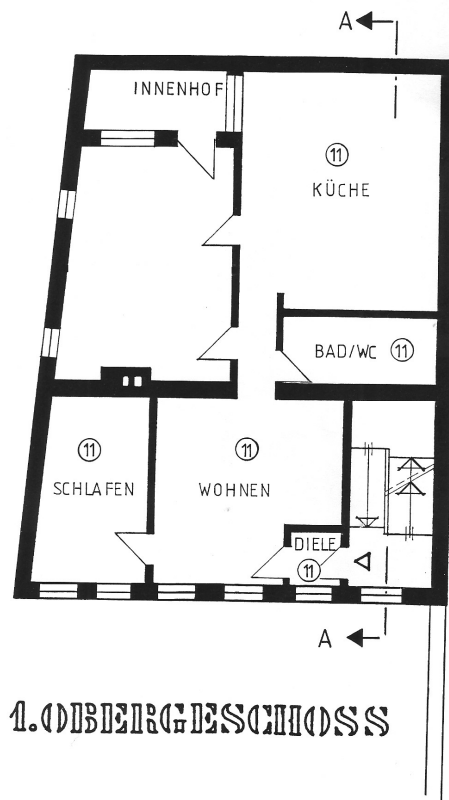 A
INNENHOF
11
KÜCHE
BAD/WC 11
11
SCHLAFEN
11
WOHNEN
DIELE
11
A
1.OBERGESCHOSS